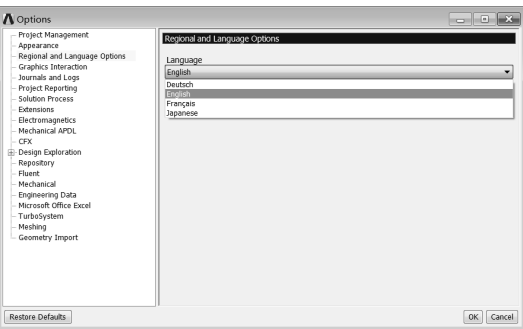 Options
Project Management
Appearance
Regional and Language Options
Graphics Interaction
Journals and Logs
Project Reporting
Solution Process
Extensions
Electromagnetics
Mechanical APDL
CFX
Design Exploration
Repository
Fluent
Mechanical
Engineering Data
Microsoft Office Excel
TurboSystem
Meshing
Geometry Import
Regional and Language Options
Language
English
Deutsch
English
Français
Japanese
Restore Defaults
OK
Cancel